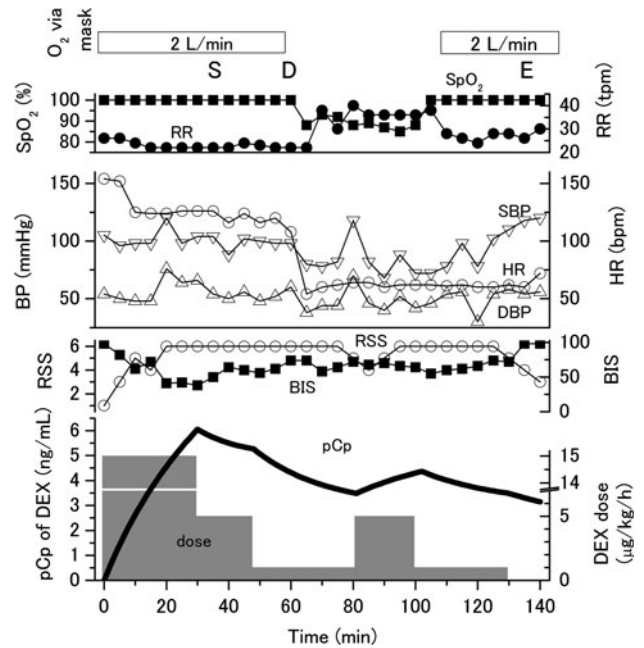 O₂ via
mask
2 L/min
2 L/min
S
D
E
SpO₂ (%)
100
90
80
SpO₂
RR
40
30
20
RR (tpm)
BP (mmHg)
150
100
50
SBP
HR
DBP
150
100
50
HR (bpm)
RSS
6
4
2
RSS
BIS
100
50
0
BIS
pCp of DEX (ng/mL)
6
5
4
3
2
1
0
pCp
dose
15
14
5
0
DEX dose
(μg/kg/h)
0 20 40 60 80 100 120 140
Time (min)